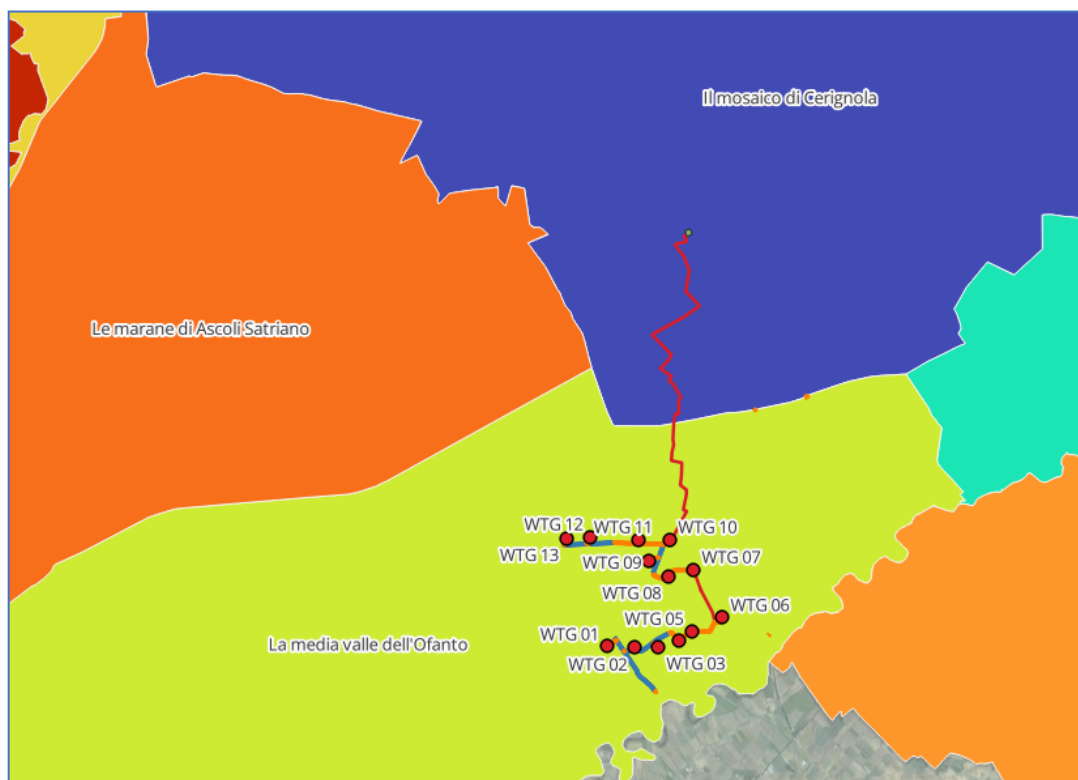 Il mosaico di Cerignola
Le marane di Ascoli Satriano
WTG 12
WTG 11
WTG 10
WTG 13
WTG 09
WTG 07
WTG 08
WTG 06
WTG 05
WTG 01
La media valle dell'Ofanto
WTG 02
WTG 03